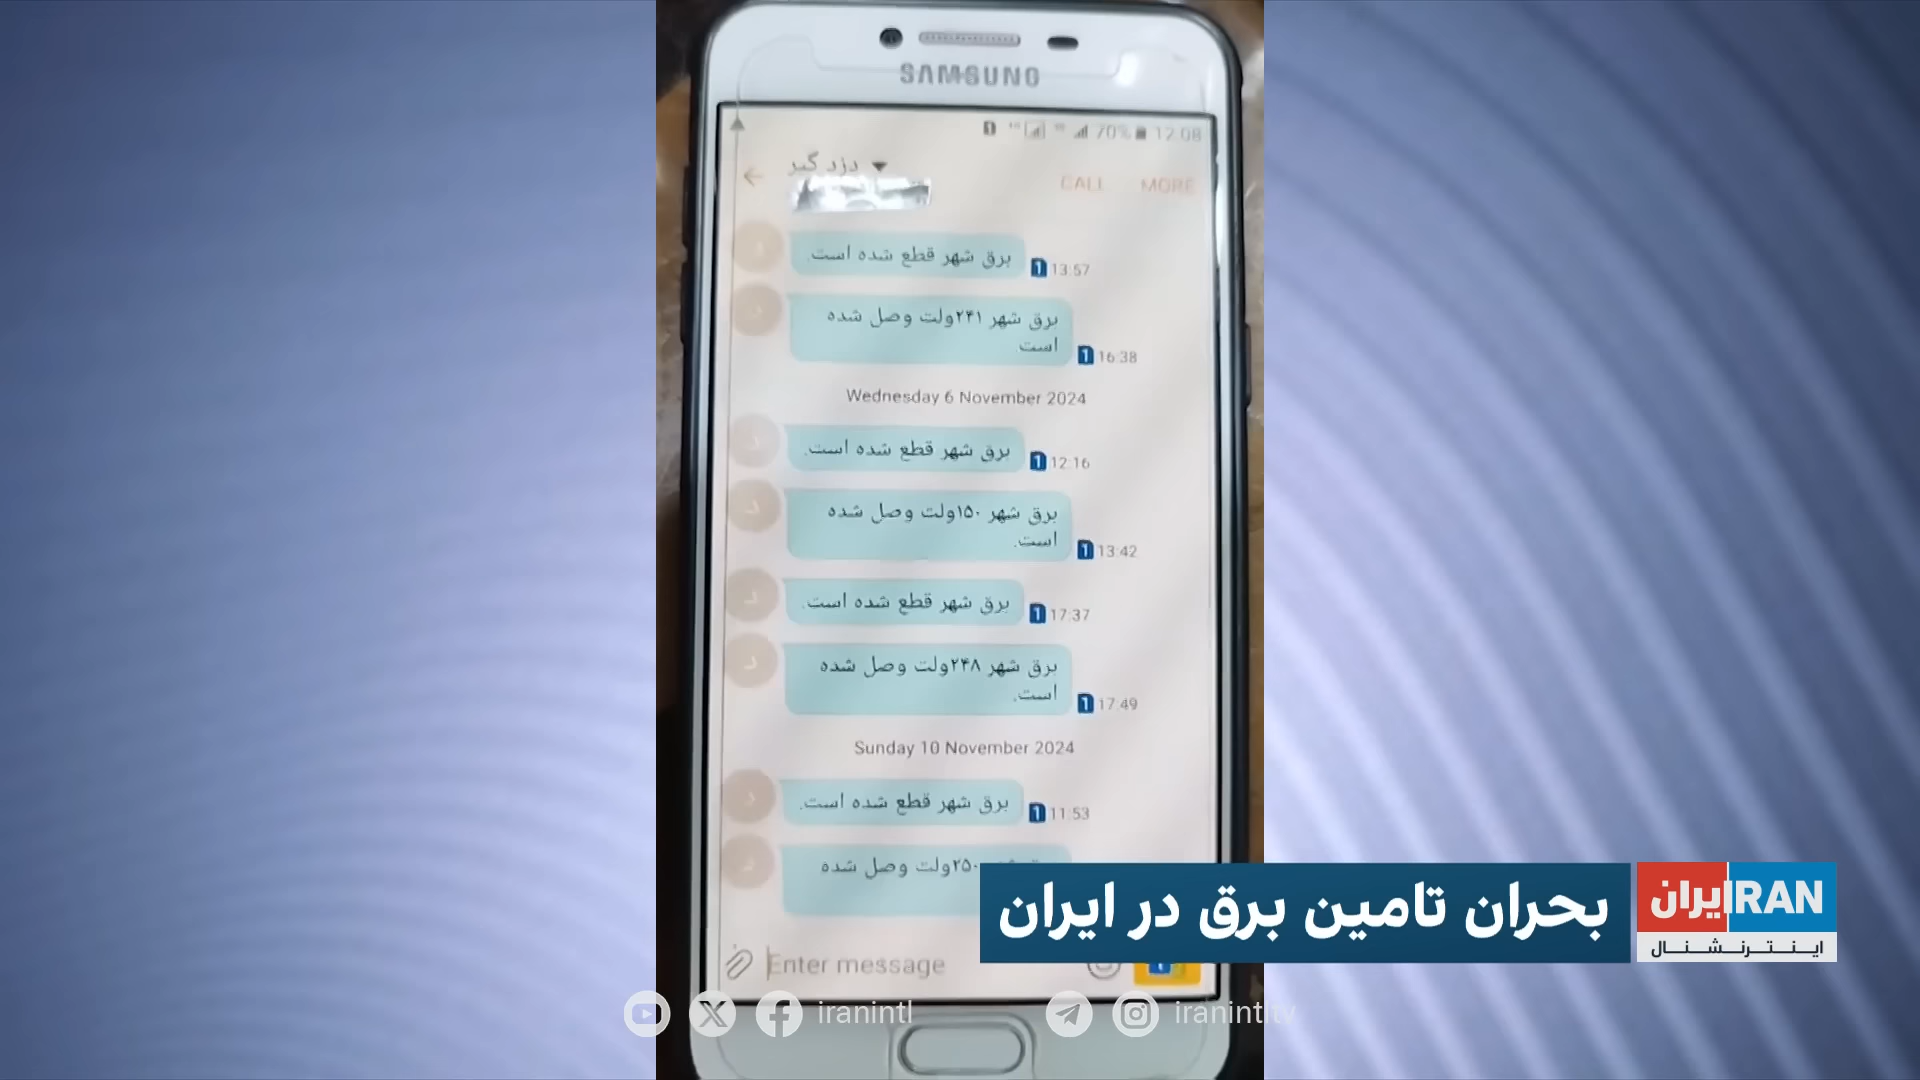 SAMSUNG
70% 12:08
دزد گیر
CALL MORE
برق شهر قطع شده است.
13:57
برق شهر ۲۴۱ولت وصل شده
است
16:38
Wednesday 6 November 2024
برق شهر قطع شده است.
12:16
برق شهر ۱۵۰ولت وصل شده
است.
13:42
برق شهر قطع شده است.
17:37
برق شهر ۲۴۸ولت وصل شده
است.
17:49
Sunday 10 November 2024
برق شهر قطع شده است.
11:53
۲۵۰ولت وصل شده
بحران تامین برق در ایران
ایران IRAN
اینترنشنال
Enter message
iranintl
iranintltv